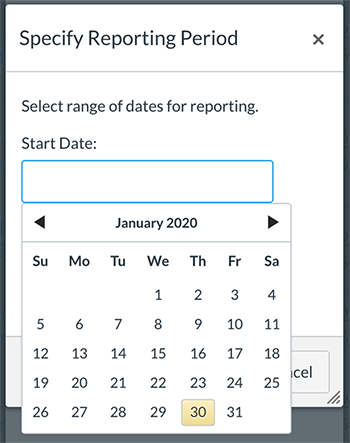 Specify Reporting Period ×
Select range of dates for reporting.
Start Date:
January 2020
Su Mo Tu We Th Fr Sa
1 2 3 4
5 6 7 8 9 10 11
12 13 14 15 16 17 18
19 20 21 22 23 24 25
26 27 28 29 30 31